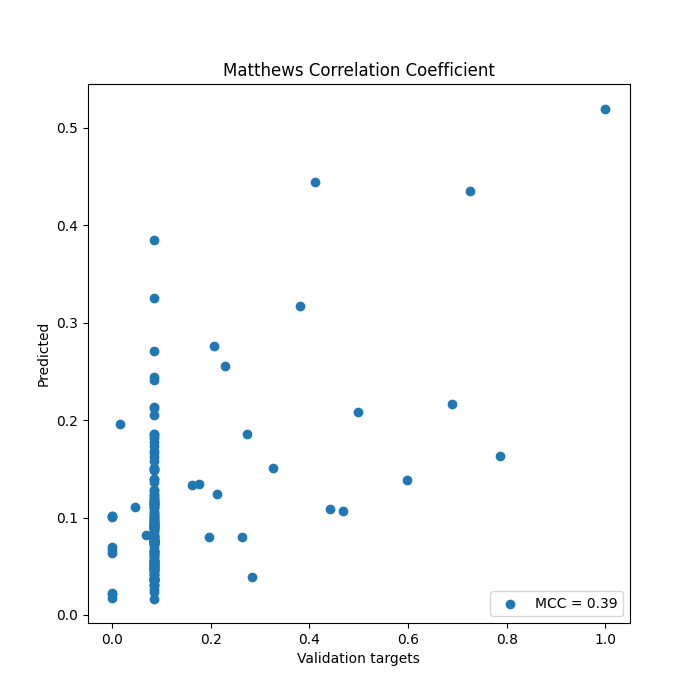 Matthews Correlation Coefficient
0.5
0.4
0.3
0.2
0.1
0.0
Predicted
MCC = 0.39
0.0 0.2 0.4 0.6 0.8 1.0
Validation targets